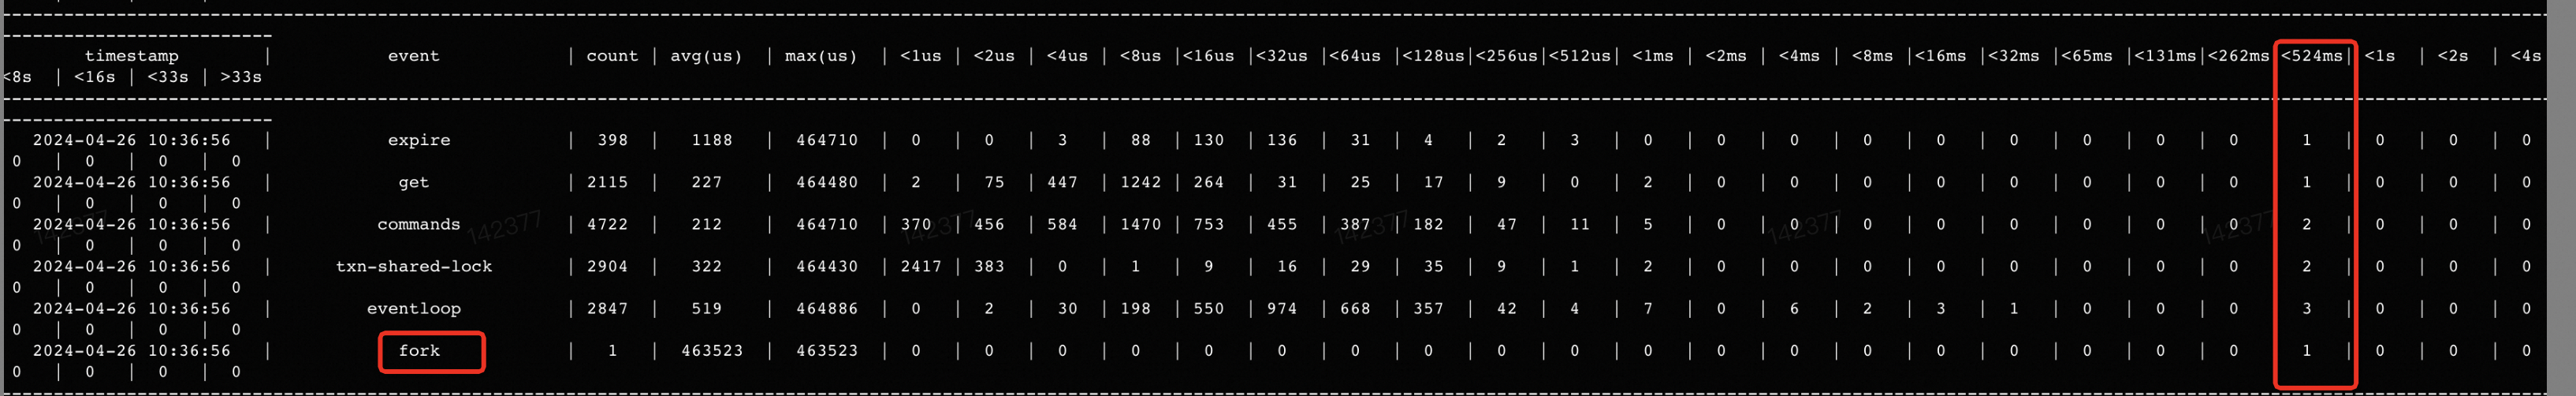 -----------------------------------------------------------------
timestamp | event | count | avg(us) | max(us) | <1us | <2us | <4us | <8us |<16us |<32us |<64us |<128us|<256us|<512us| <1ms | <2ms | <4ms | <8ms |<16ms |<32ms |<65ms |<131ms|<262ms|<524ms| <1s | <2s | <4s
<8s | <16s | <33s | >33s
2024-04-26 10:36:56 | expire | 398 | 1188 | 464710 | 0 | 0 | 3 | 88 | 130 | 136 | 31 | 4 | 2 | 3 | 0 | 0 | 0 | 0 | 0 | 0 | 0 | 0 | 0 | 1 | 0 | 0 | 0
0 | 0 | 0 | 0
2024-04-26 10:36:56 | get | 2115 | 227 | 464480 | 2 | 75 | 447 | 1242 | 264 | 31 | 25 | 17 | 9 | 0 | 2 | 0 | 0 | 0 | 0 | 0 | 0 | 0 | 0 | 1 | 0 | 0 | 0
0 | 0 | 0 | 0
2024-04-26 10:36:56 | commands | 4722 | 212 | 464710 | 370 | 456 | 584 | 1470 | 753 | 455 | 387 | 182 | 47 | 11 | 5 | 0 | 0 | 0 | 0 | 0 | 0 | 0 | 0 | 2 | 0 | 0 | 0
0 | 0 | 0 | 0
2024-04-26 10:36:56 | txn-shared-lock | 2904 | 322 | 464430 | 2417 | 383 | 0 | 1 | 9 | 16 | 29 | 35 | 9 | 1 | 2 | 0 | 0 | 0 | 0 | 0 | 0 | 0 | 0 | 2 | 0 | 0 | 0
0 | 0 | 0 | 0
2024-04-26 10:36:56 | eventloop | 2847 | 519 | 464886 | 0 | 2 | 30 | 198 | 550 | 974 | 668 | 357 | 42 | 4 | 7 | 0 | 6 | 2 | 3 | 1 | 0 | 0 | 0 | 3 | 0 | 0 | 0
0 | 0 | 0 | 0
2024-04-26 10:36:56 | fork | 1 | 463523 | 463523 | 0 | 0 | 0 | 0 | 0 | 0 | 0 | 0 | 0 | 0 | 0 | 0 | 0 | 0 | 0 | 0 | 0 | 0 | 0 | 1 | 0 | 0 | 0
0 | 0 | 0 | 0
142377
142377
142377
142377
142377
142377